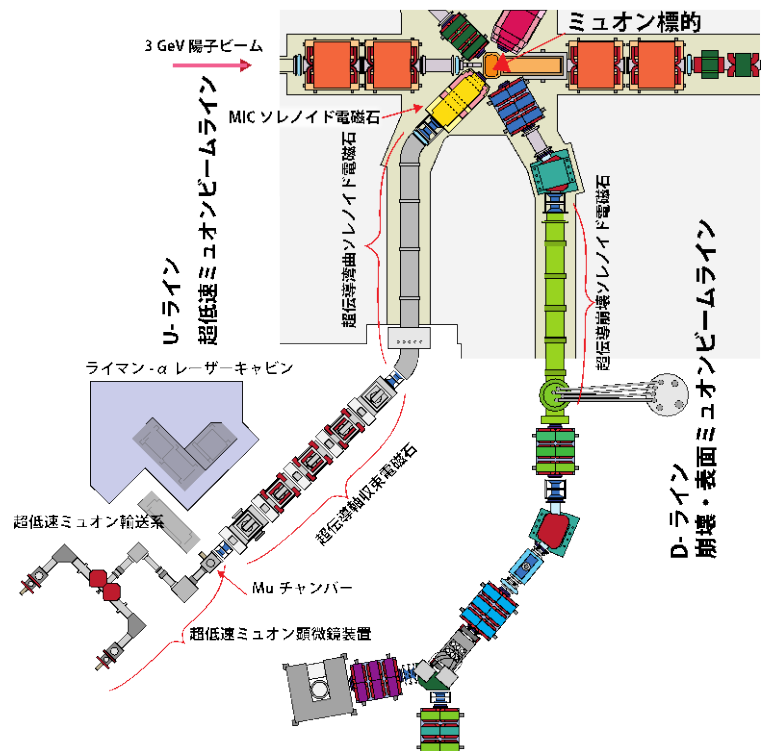 ミュオン標的
3 GeV 陽子ビーム
MIC ソレノイド電磁石
超伝導湾曲ソレノイド電磁石
U- ライン
超低速ミュオンビームライン
超伝導崩壊ソレノイド電磁石
D- ライン
崩壊・表面ミュオンビームライン
ライマン - α レーザーキャビン
超伝導軸収束電磁石
超低速ミュオン輸送系
Mu チャンバー
超低速ミュオン顕微鏡装置